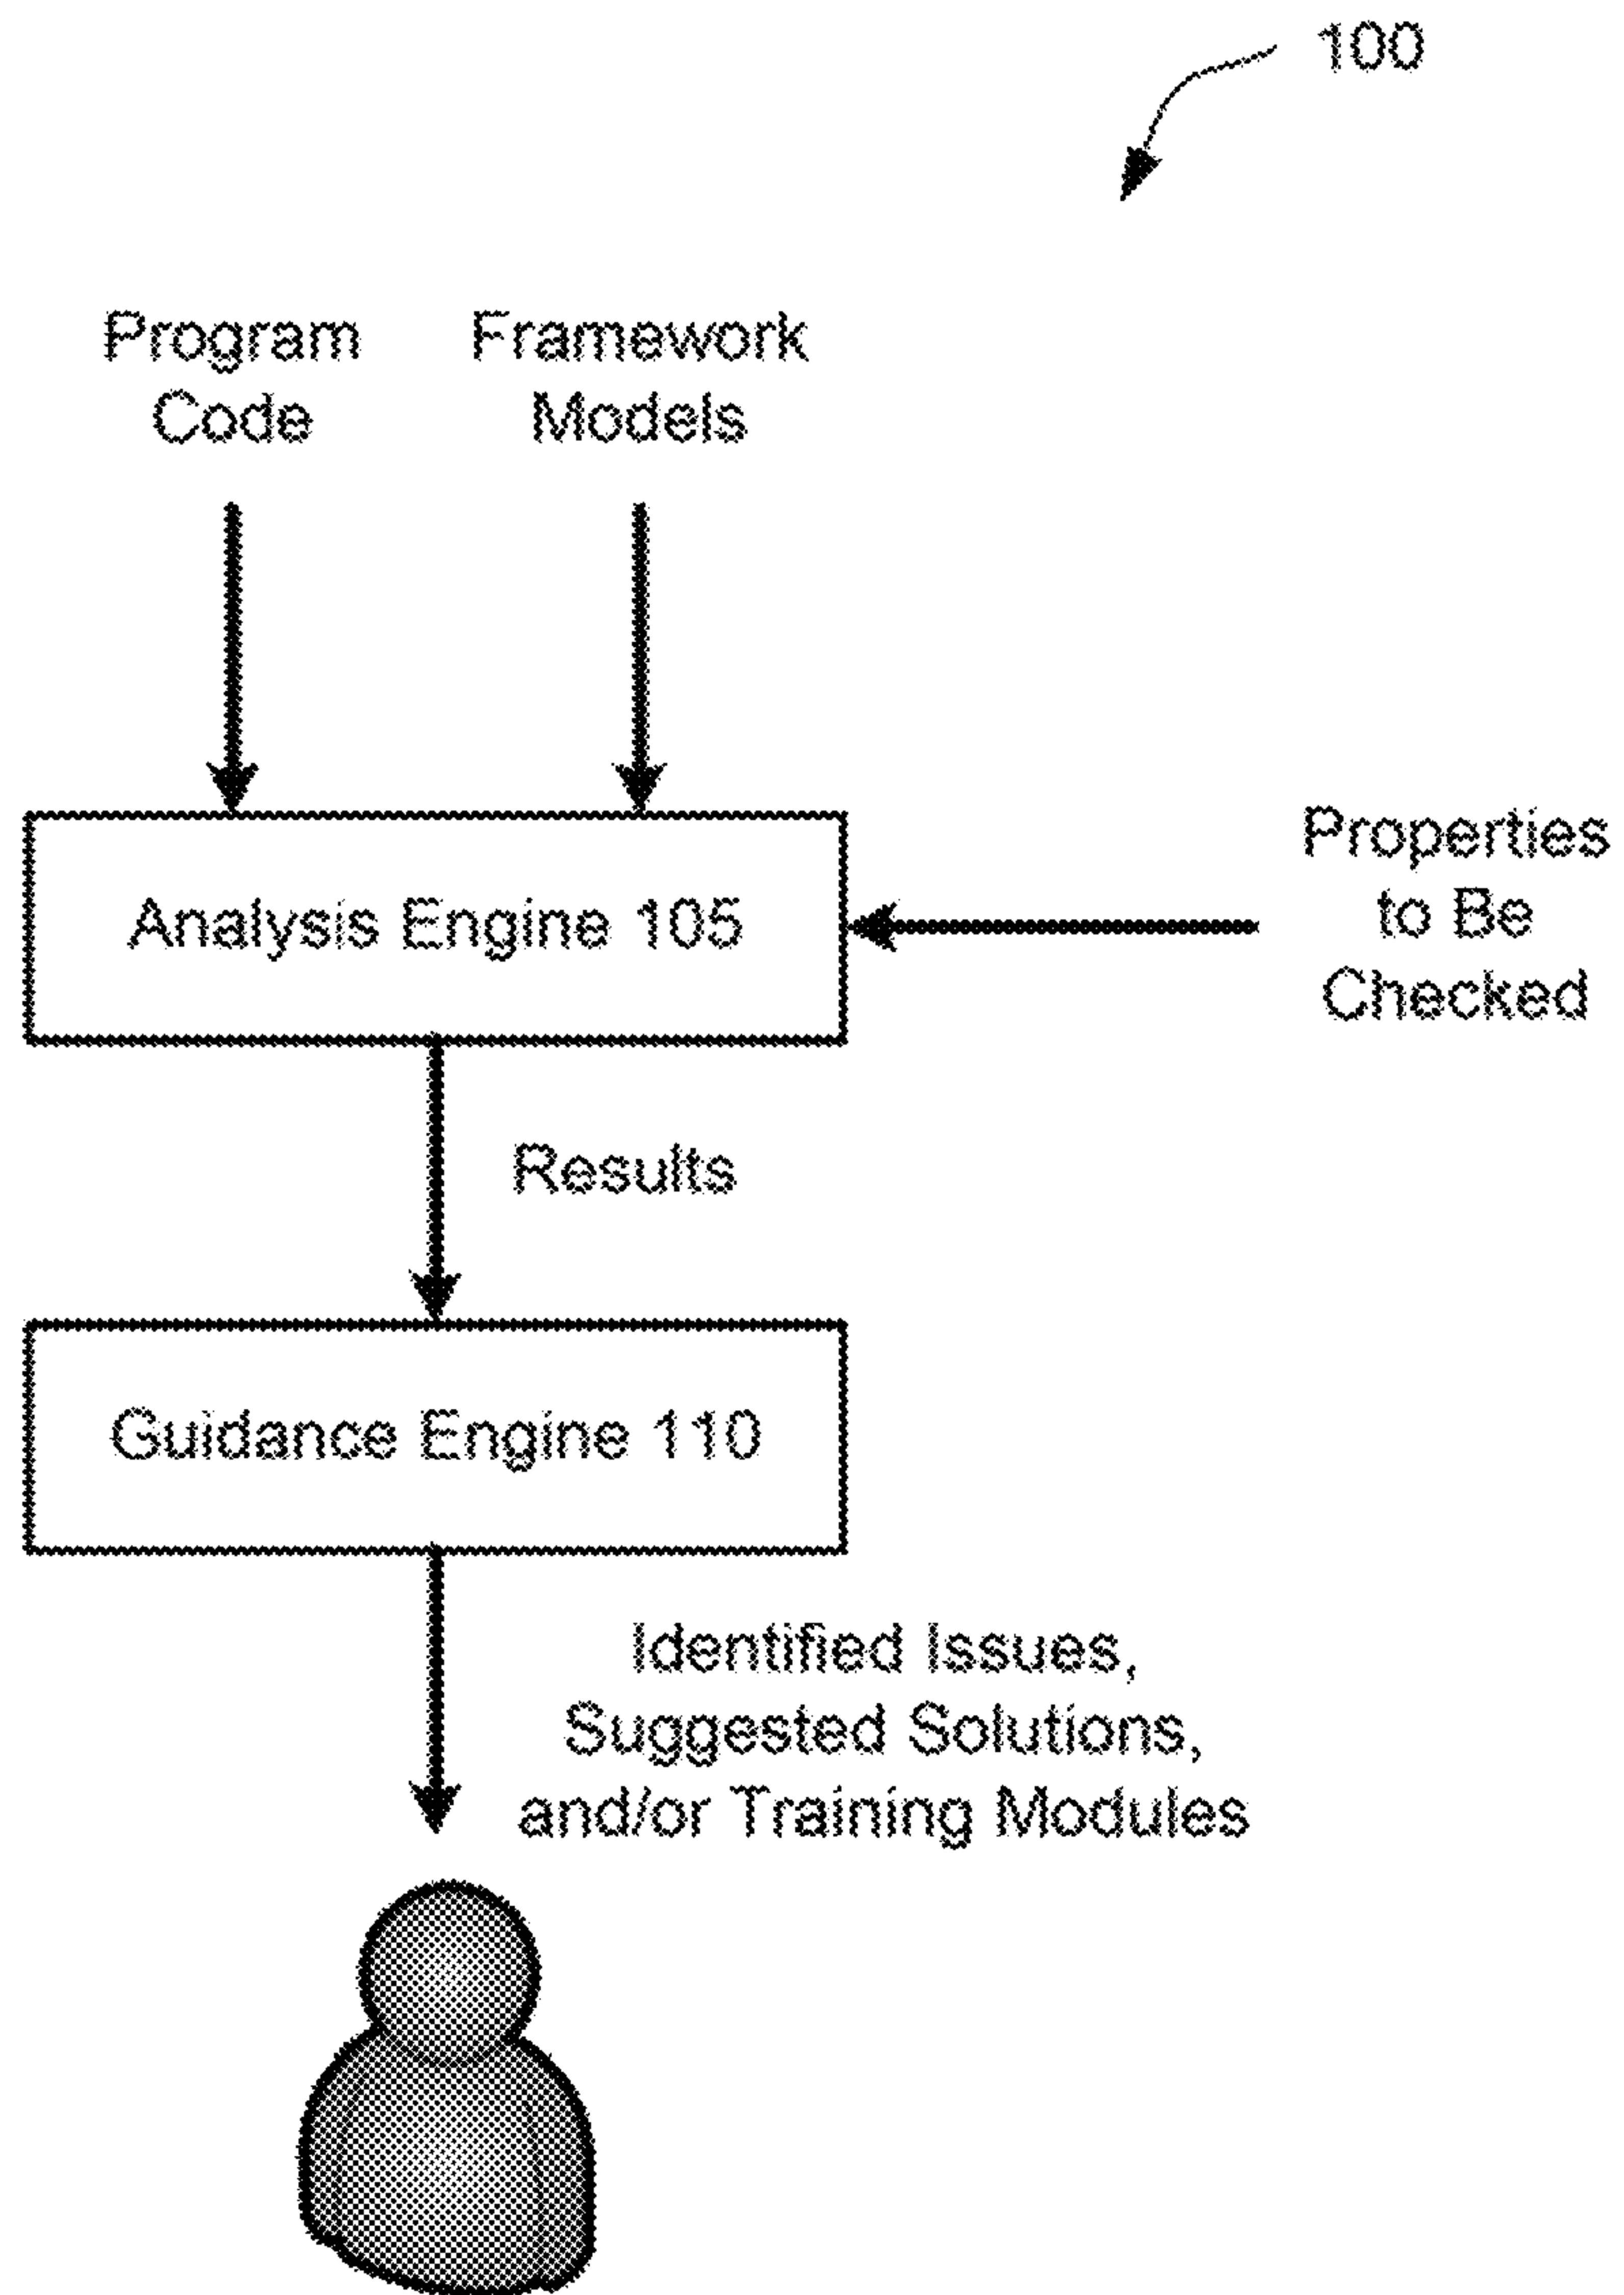 100
Program
Code
Framework
Models
Analysis Engine 105
Properties
to Be
Checked
Results
Guidance Engine 110
Identified Issues,
Suggested Solutions,
and/or Training Modules